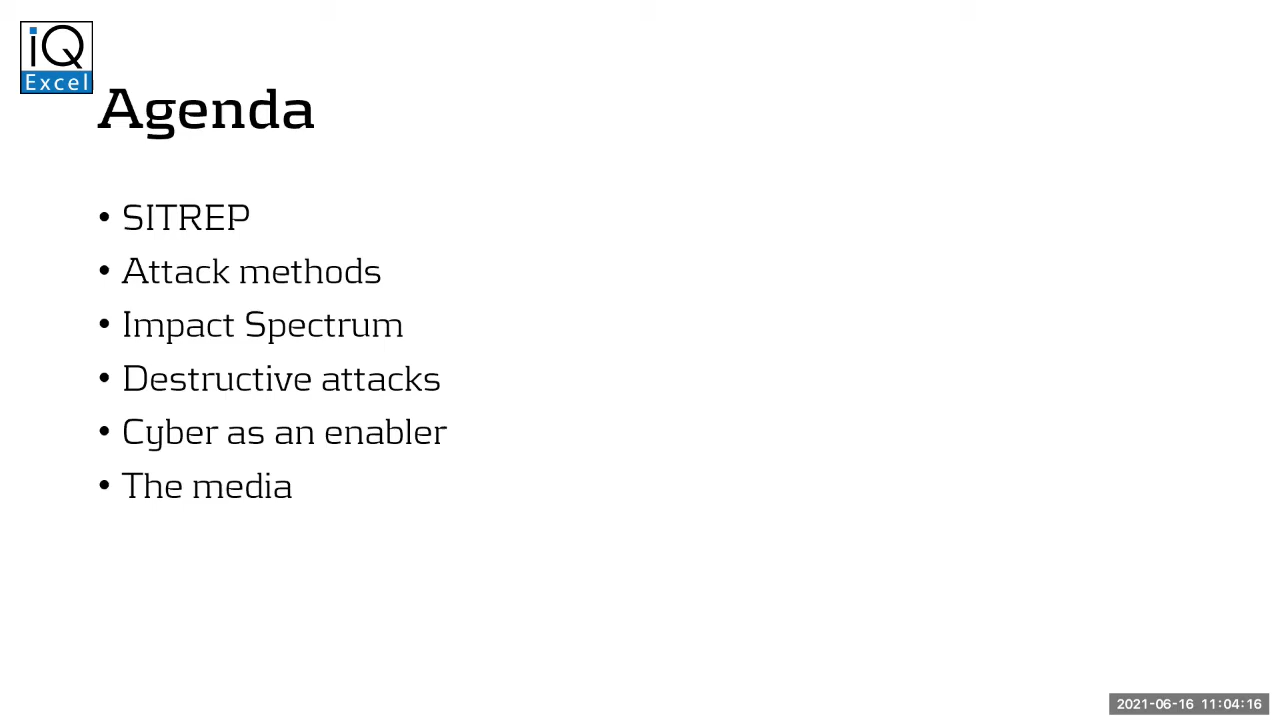 iQ
Excel
Agenda
• SITREP
• Attack methods
• Impact Spectrum
• Destructive attacks
• Cyber as an enabler
• The media
2021-06-16 11:04:16